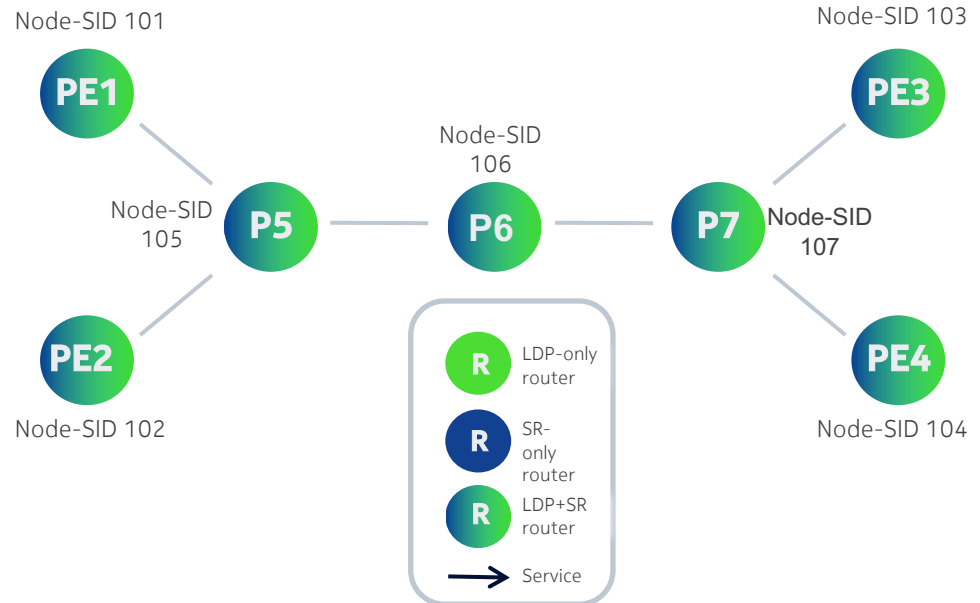 Node-SID 101
Node-SID 103
PE1
PE3
Node-SID
106
Node-SID
105
P5
P6
P7
Node-SID
107
PE2
PE4
Node-SID 102
Node-SID 104
R
LDP-only
router
R
SR-
only
router
R
LDP+SR
router
Service